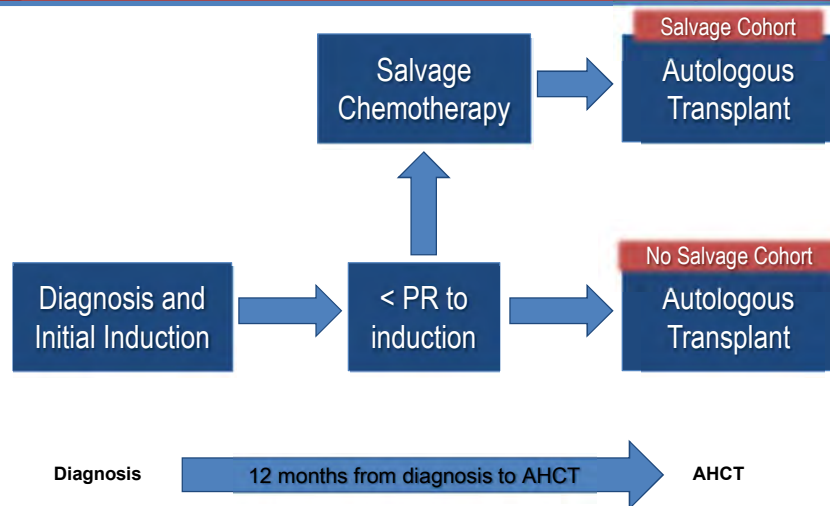 Salvage Cohort
Salvage
Chemotherapy
Autologous
Transplant
No Salvage Cohort
Diagnosis and
Initial Induction
< PR to
induction
Autologous
Transplant
Diagnosis
12 months from diagnosis to AHCT
AHCT